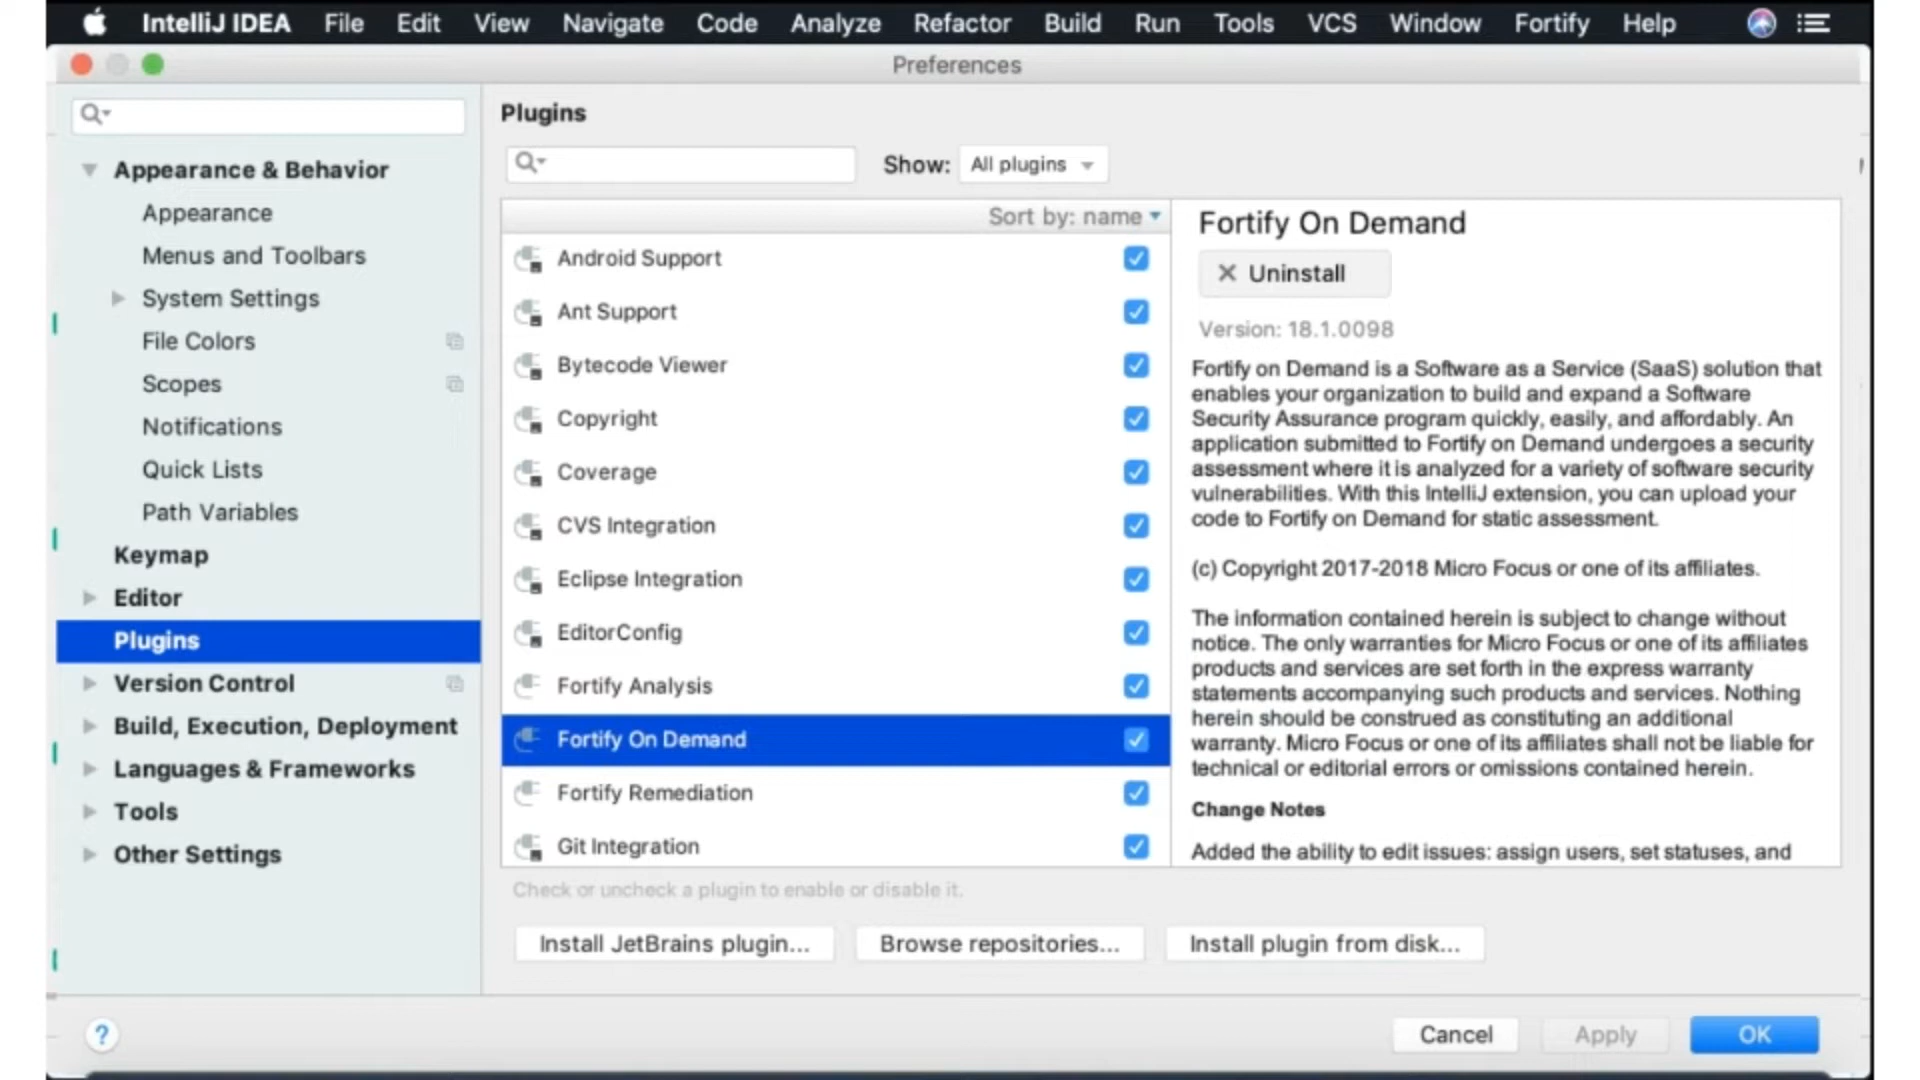 IntelliJ IDEA File Edit View Navigate Code Analyze Refactor Build Run Tools VCS Window Fortify Help
Preferences
Appearance & Behavior
Appearance
Menus and Toolbars
System Settings
File Colors
Scopes
Notifications
Quick Lists
Path Variables
Keymap
Editor
Plugins
Version Control
Build, Execution, Deployment
Languages & Frameworks
Tools
Other Settings
Plugins
Show: All plugins
Sort by: name
Android Support
Ant Support
Bytecode Viewer
Copyright
Coverage
CVS Integration
Eclipse Integration
EditorConfig
Fortify Analysis
Fortify On Demand
Fortify Remediation
Git Integration
Check or uncheck a plugin to enable or disable it.
Install JetBrains plugin... Browse repositories... Install plugin from disk...
Fortify On Demand
Uninstall
Version: 18.1.0098
Fortify on Demand is a Software as a Service (SaaS) solution that
enables your organization to build and expand a Software
Security Assurance program quickly, easily, and affordably. An
application submitted to Fortify on Demand undergoes a security
assessment where it is analyzed for a variety of software security
vulnerabilities. With this IntelliJ extension, you can upload your
code to Fortify on Demand for static assessment.
(c) Copyright 2017-2018 Micro Focus or one of its affiliates.
The information contained herein is subject to change without
notice. The only warranties for Micro Focus or one of its affiliates
products and services are set forth in the express warranty
statements accompanying such products and services. Nothing
herein should be construed as constituting an additional
warranty. Micro Focus or one of its affiliates shall not be liable for
technical or editorial errors or omissions contained herein.
Change Notes
Added the ability to edit issues: assign users, set statuses, and
?
Cancel Apply OK